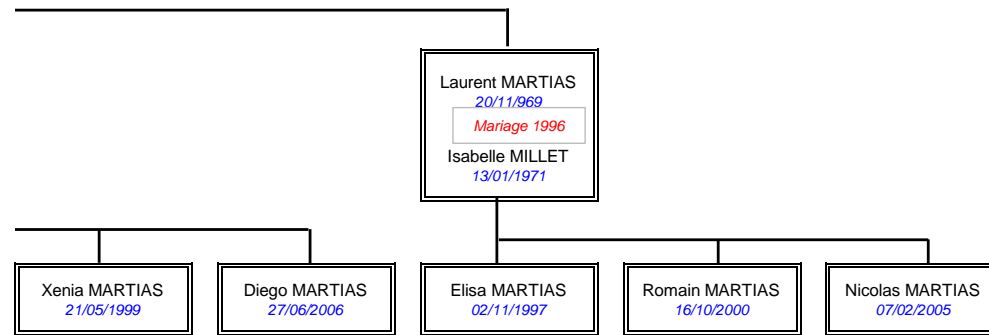 Laurent MARTIAS
20/11/969
Mariage 1996
Isabelle MILLET
13/01/1971
Xenia MARTIAS
21/05/1999
Diego MARTIAS
27/06/2006
Elisa MARTIAS
02/11/1997
Romain MARTIAS
16/10/2000
Nicolas MARTIAS
07/02/2005